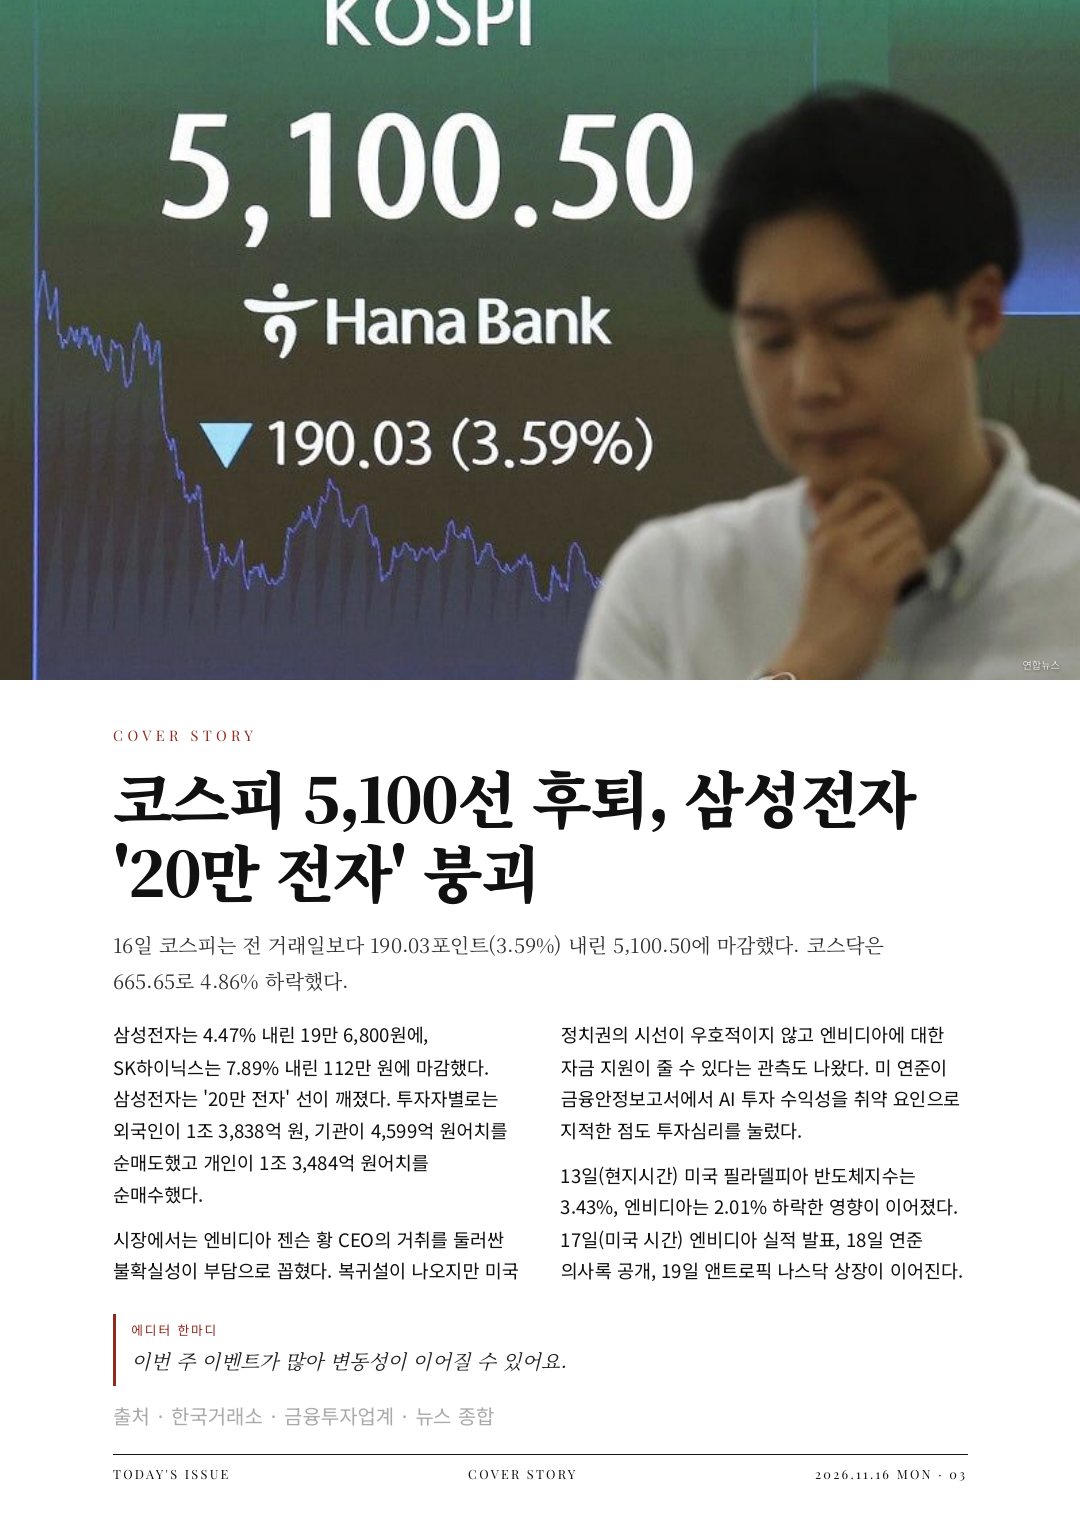 KOSPI
5,100.50
Hana Bank
▼ 190.03 (3.59%)
연합뉴스
COVER STORY
코스피 5,100선 후퇴, 삼성전자
'20만 전자' 붕괴
16일 코스피는 전 거래일보다 190.03포인트(3.59%) 내린 5,100.50에 마감했다. 코스닥은
665.65로 4.86% 하락했다.
삼성전자는 4.47% 내린 19만 6,800원에,
SK하이닉스는 7.89% 내린 112만 원에 마감했다.
삼성전자는 '20만 전자' 선이 깨졌다. 투자자별로는
외국인이 1조 3,838억 원, 기관이 4,599억 원어치를
순매도했고 개인이 1조 3,484억 원어치를
순매수했다.
시장에서는 엔비디아 젠슨 황 CEO의 거취를 둘러싼
불확실성이 부담으로 꼽혔다. 복귀설이 나오지만 미국
정치권의 시선이 우호적이지 않고 엔비디아에 대한
자금 지원이 줄 수 있다는 관측도 나왔다. 미 연준이
금융안정보고서에서 AI 투자 수익성을 취약 요인으로
지적한 점도 투자심리를 눌렀다.
13일(현지시간) 미국 필라델피아 반도체지수는
3.43%, 엔비디아는 2.01% 하락한 영향이 이어졌다.
17일(미국 시간) 엔비디아 실적 발표, 18일 연준
의사록 공개, 19일 앤트로픽 나스닥 상장이 이어진다.
에디터 한마디
이번 주 이벤트가 많아 변동성이 이어질 수 있어요.
출처 · 한국거래소 · 금융투자업계 · 뉴스 종합
TODAY'S ISSUE
COVER STORY
2026.11.16 MON · 03